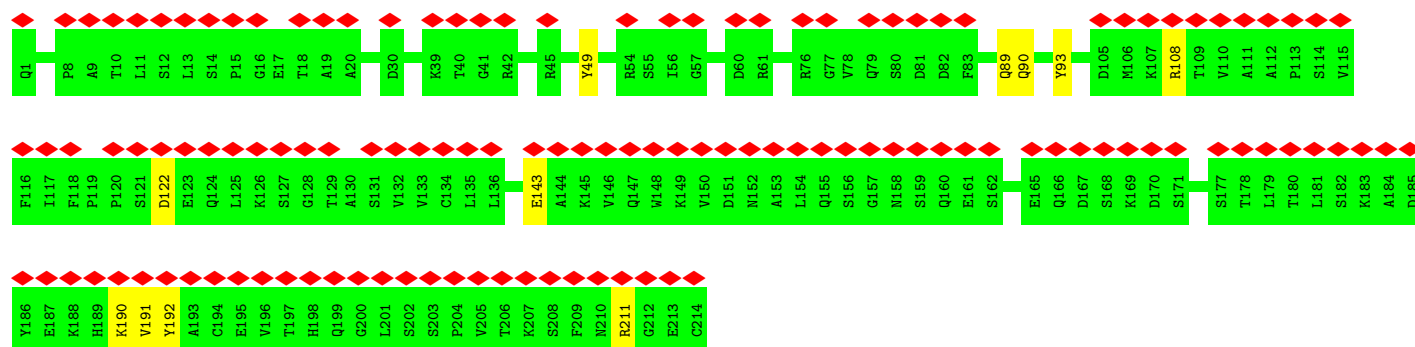 Q1 P8 A9 T10 L11 S12 L13 S14 P15 G16 E17 T18 A19 A20 D30 K39 T40 G41 R42 R45 Y49 R54 S55 I56 G57 D60 R61 R76 G77 V78 Q79 S80 D81 D82 F83 Q89 Q90 Y93 D105 M106 K107 R108 T109 V110 A111 A112 P113 S114 V115
F116 I117 F118 P119 P120 S121 D122 E123 Q124 L125 K126 S127 G128 T129 A130 S131 V132 V133 C134 L135 L136 E143 A144 K145 V146 Q147 W148 K149 V150 D151 N152 A153 L154 Q155 S156 G157 N158 S159 Q160 E161 S162 E165 Q166 D167 S168 K169 D170 S171 S177 T178 L179 T180 L181 S182 K183 A184 D185
Y186 E187 K188 H189 K190 V191 Y192 A193 C194 E195 V196 T197 H198 Q199 G200 L201 S202 S203 P204 V205 T206 K207 S208 F209 N210 R211 G212 E213 C214